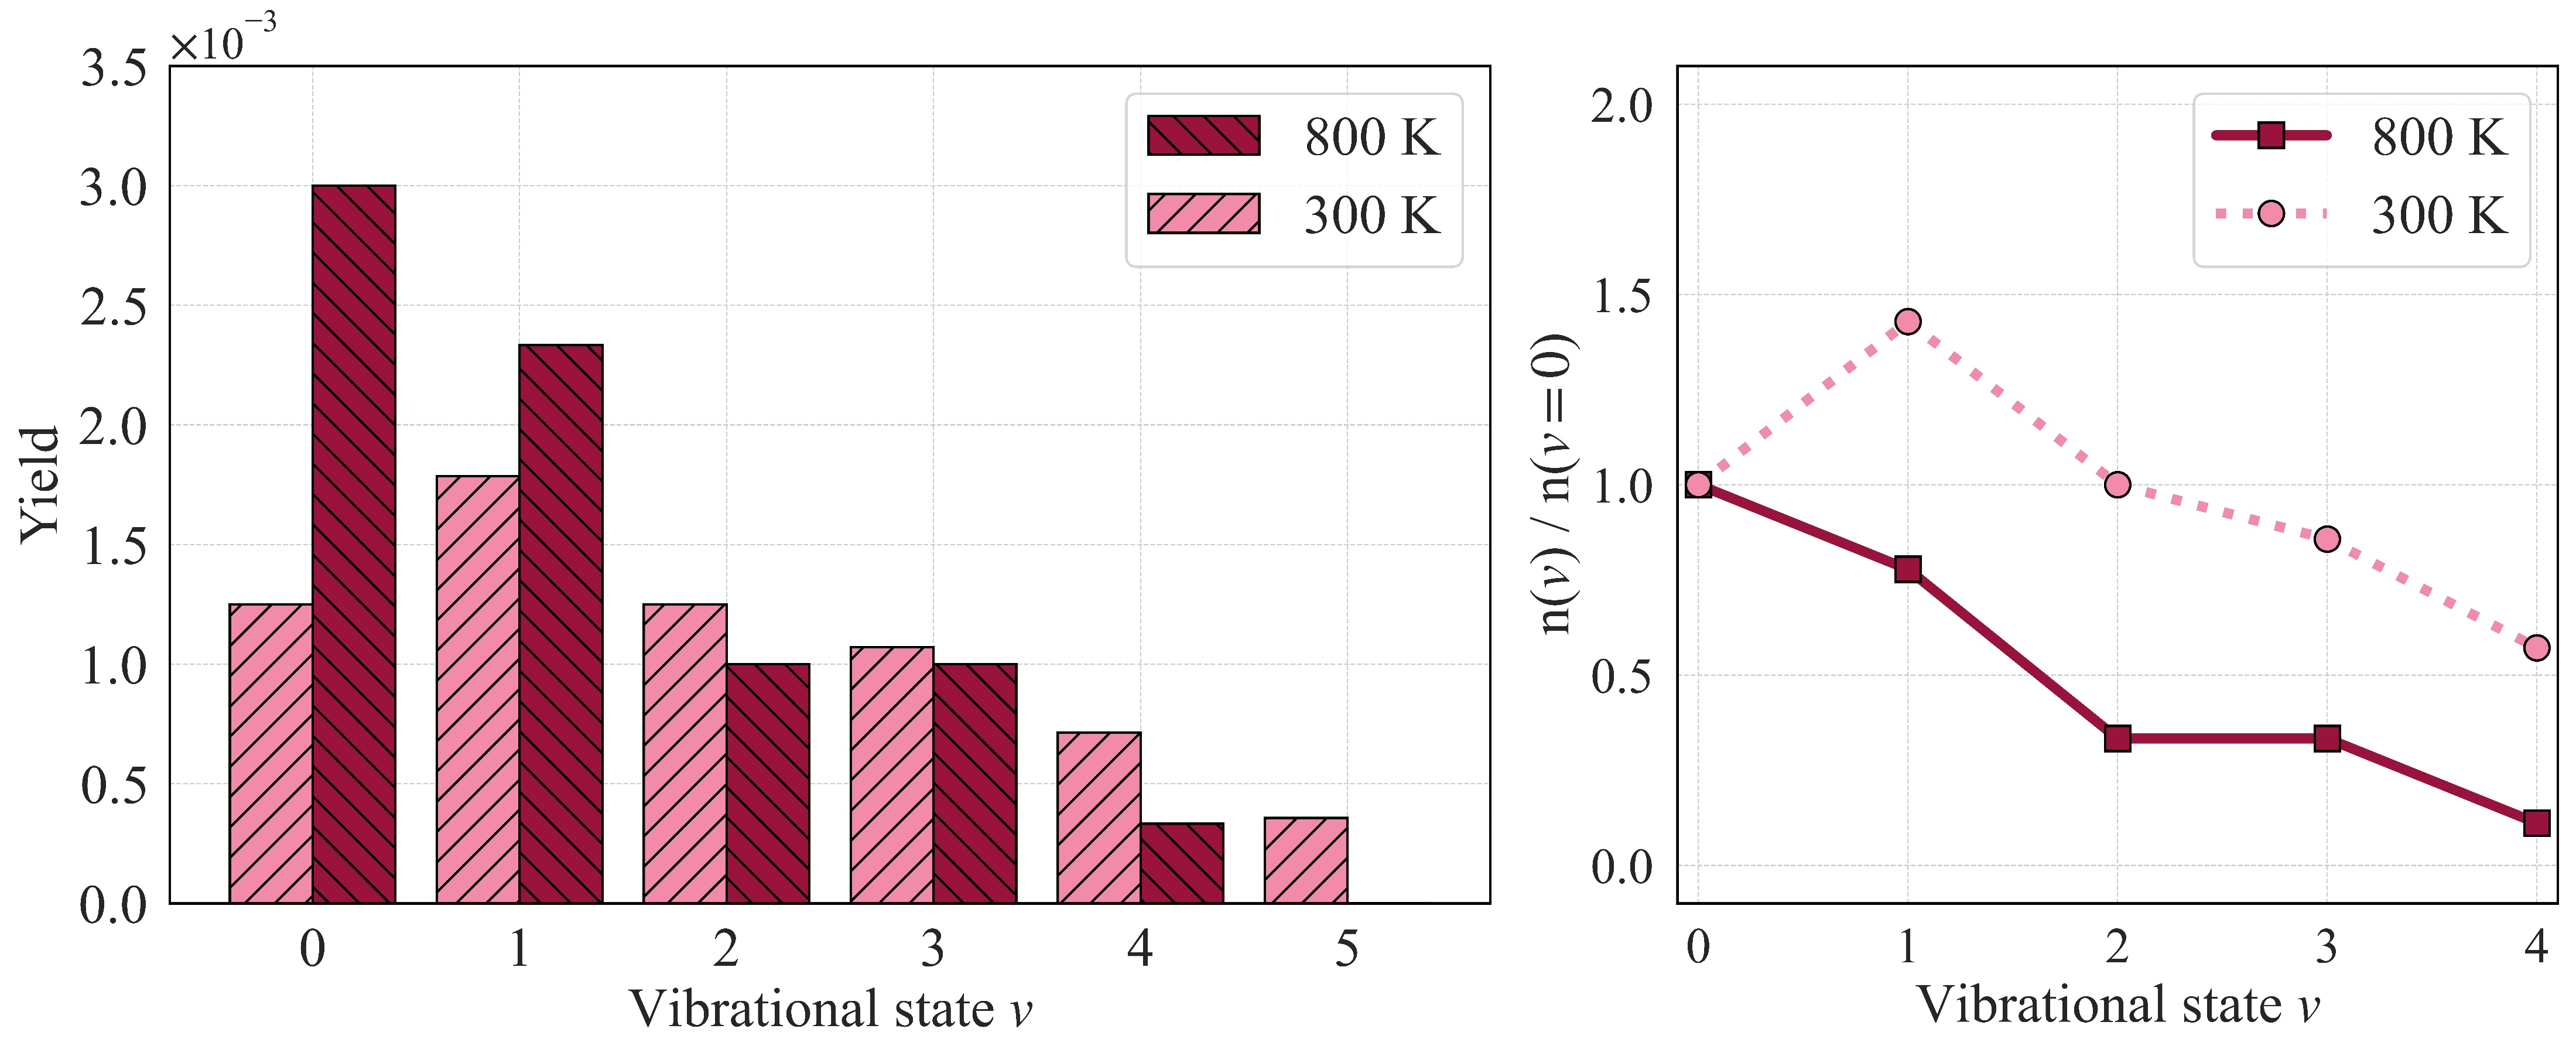 ×10⁻³
3.5
3.0
2.5
2.0
1.5
1.0
0.5
0.0
Yield
0 1 2 3 4 5
Vibrational state v
800 K
300 K
2.0
1.5
1.0
0.5
0.0
n(v) / n(v=0)
0 1 2 3 4
Vibrational state v
800 K
300 K